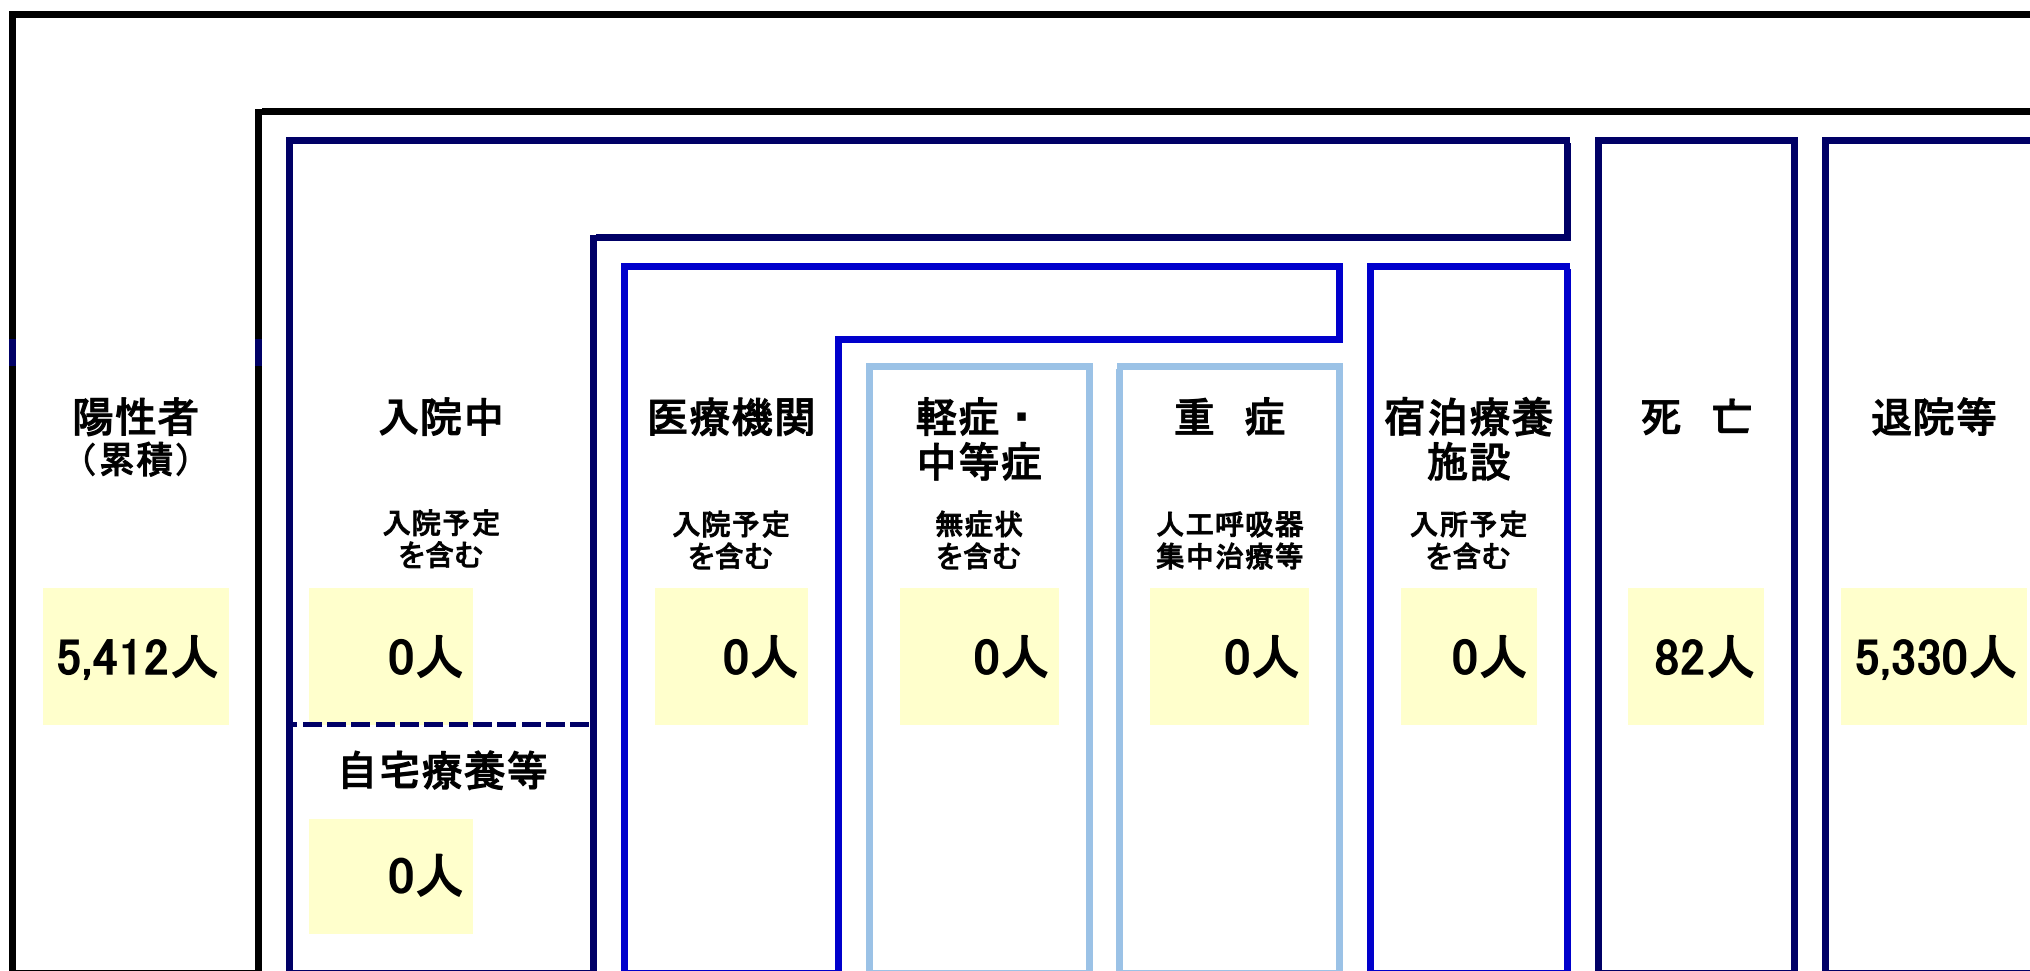 陽性者
（累積）
5,412人
入院中
入院予定
を含む
0人
自宅療養等
0人
医療機関
入院予定
を含む
0人
軽症・
中等症
無症状
を含む
0人
重 症
人工呼吸器
集中治療等
0人
宿泊療養
施設
入所予定
を含む
0人
死 亡
82人
退院等
5,330人